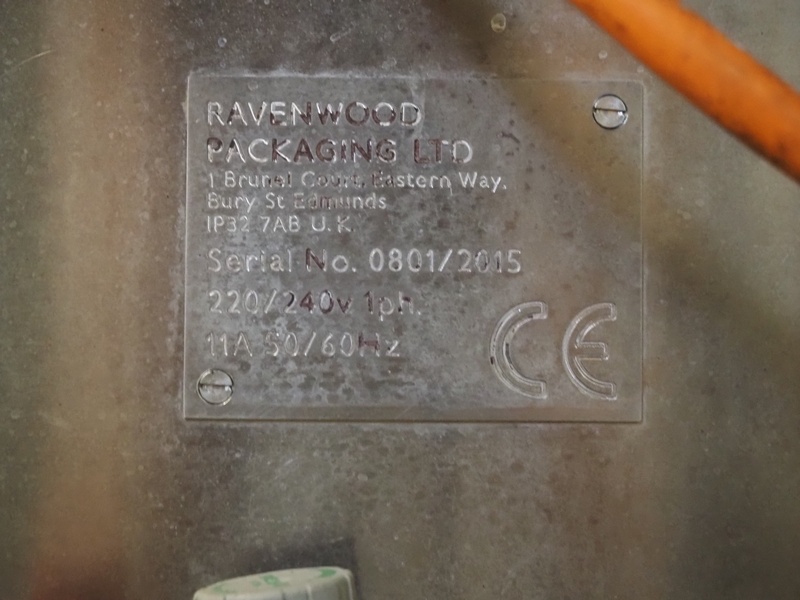 RAVENWOOD
PACKAGING LTD
1 Brunel Court, Eastern Way,
Bury St Edmunds
IP32 7AB U.K
Serial No. 0801/2015
220/240v 1ph.
11A 50/60Hz
CE